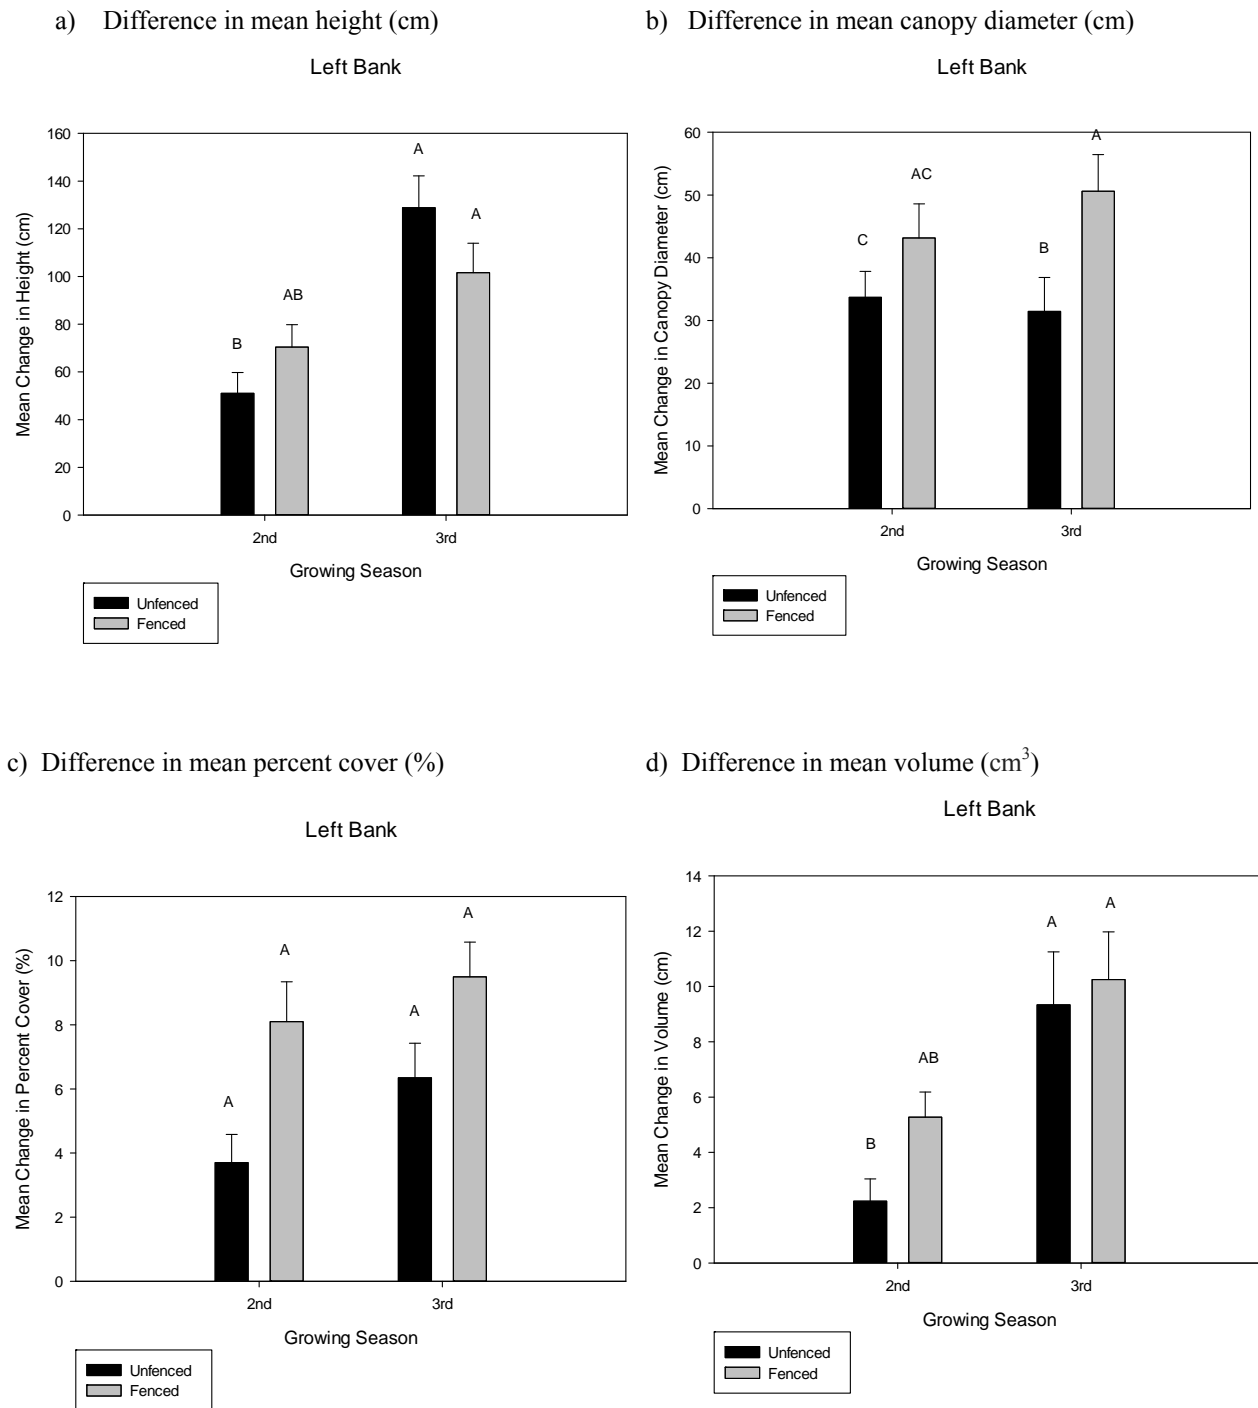 a) Difference in mean height (cm)
Left Bank
Mean Change in Height (cm)
160
140
120
100
80
60
40
20
0
B
AB
A
A
2nd
3rd
Growing Season
Unfenced
Fenced
b) Difference in mean canopy diameter (cm)
Left Bank
Mean Change in Canopy Diameter (cm)
60
50
40
30
20
10
0
C
AC
B
A
2nd
3rd
Growing Season
Unfenced
Fenced
c) Difference in mean percent cover (%)
Left Bank
Mean Change in Percent Cover (%)
12
10
8
6
4
2
0
A
A
A
A
2nd
3rd
Growing Season
Unfenced
Fenced
d) Difference in mean volume (cm³)
Left Bank
Mean Change in Volume (cm)
14
12
10
8
6
4
2
0
B
AB
A
A
2nd
3rd
Growing Season
Unfenced
Fenced